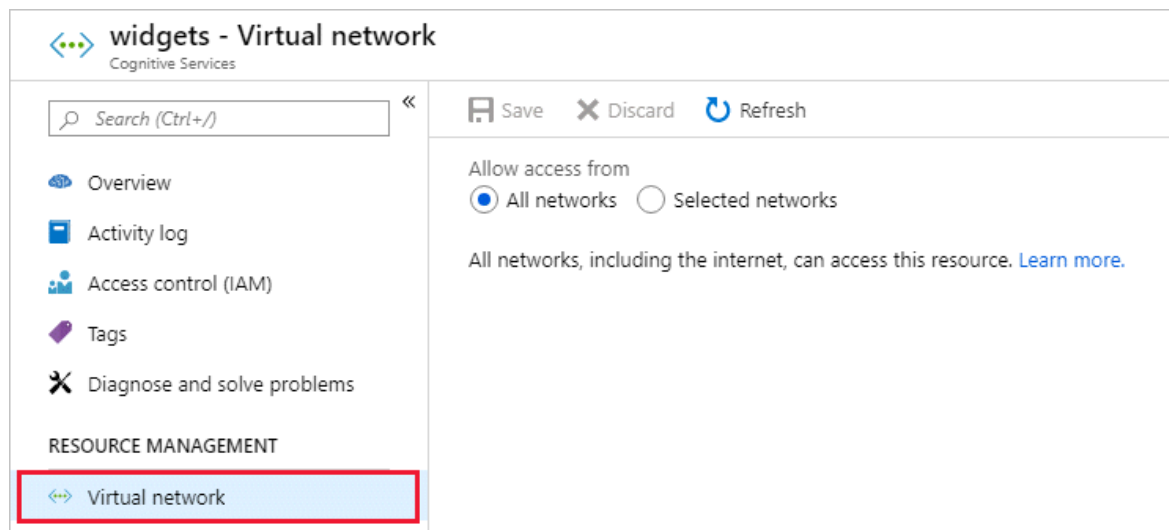 widgets - Virtual network
Cognitive Services
Search (Ctrl+/)
«
Overview
Activity log
Access control (IAM)
Tags
Diagnose and solve problems
RESOURCE MANAGEMENT
Virtual network
Save Discard Refresh
Allow access from
All networks Selected networks
All networks, including the internet, can access this resource. Learn more.